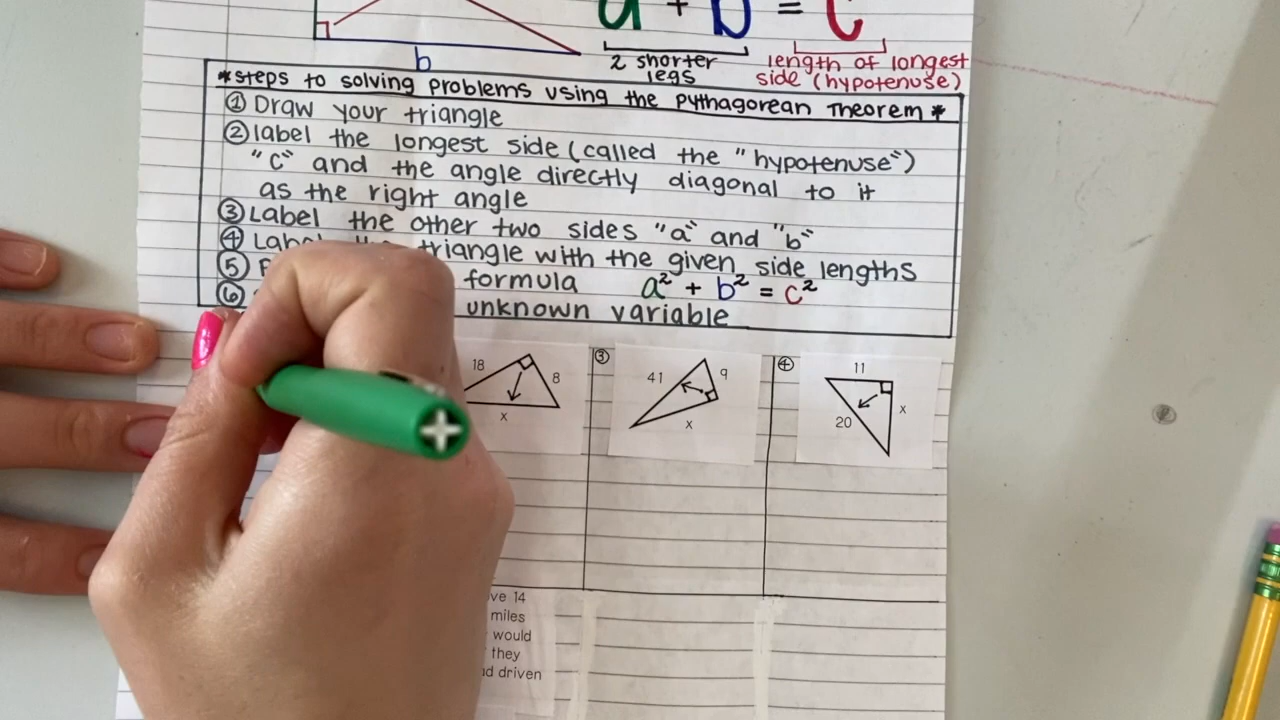 a + b = c
b
2 shorter
legs
length of longest
side (hypotenuse)
*steps to solving problems using the Pythagorean Theorem*
① Draw your triangle
② label the longest side (called the "hypotenuse")
"c" and the angle directly diagonal to it
as the right angle
③ Label the other two sides "a" and "b"
④ triangle with the given side lengths
⑤ formula a² + b² = c²
⑥ unknown variable
18
8
x
③
41
9
x
④
11
x
20
ve 14
miles
would
they
d driven